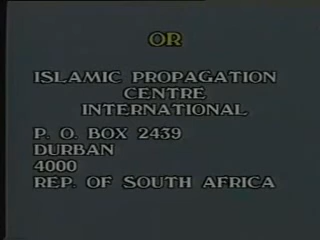 OR
ISLAMIC PROPAGATION
CENTRE
INTERNATIONAL
P. O. BOX 2439
DURBAN
4000
REP. OF SOUTH AFRICA